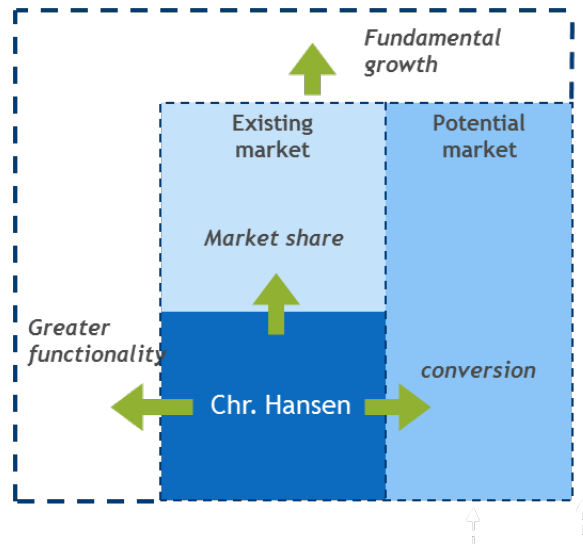 Fundamental
growth
Existing
market
Potential
market
Market share
Greater
functionality
conversion
Chr. Hansen